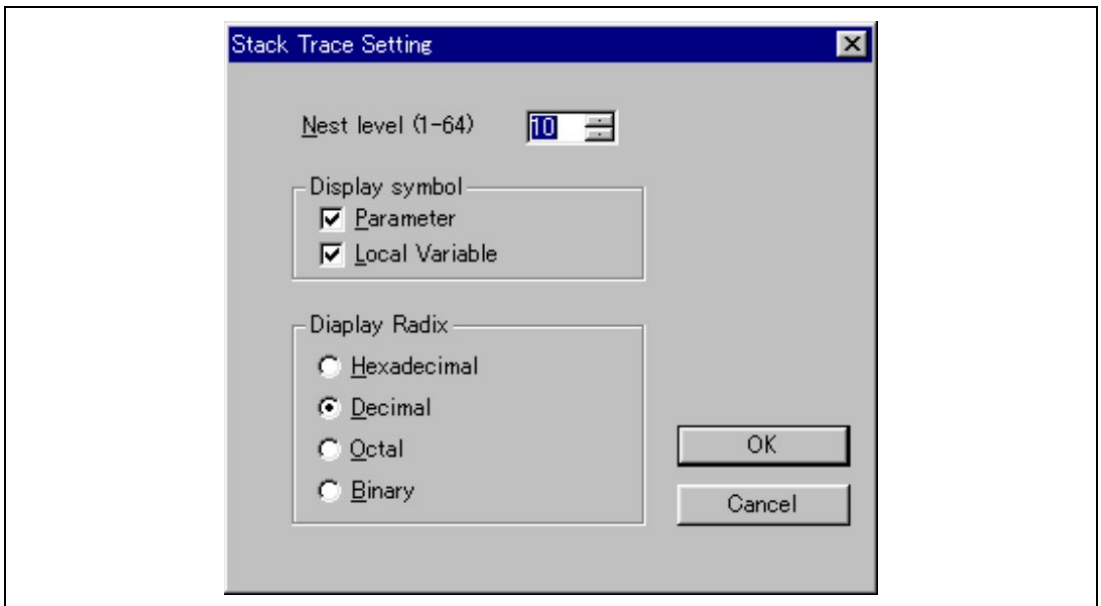 Stack Trace Setting
Nest level (1-64) 10
Display symbol
Parameter
Local Variable
Diaplay Radix
Hexadecimal
Decimal
Octal
Binary
OK
Cancel